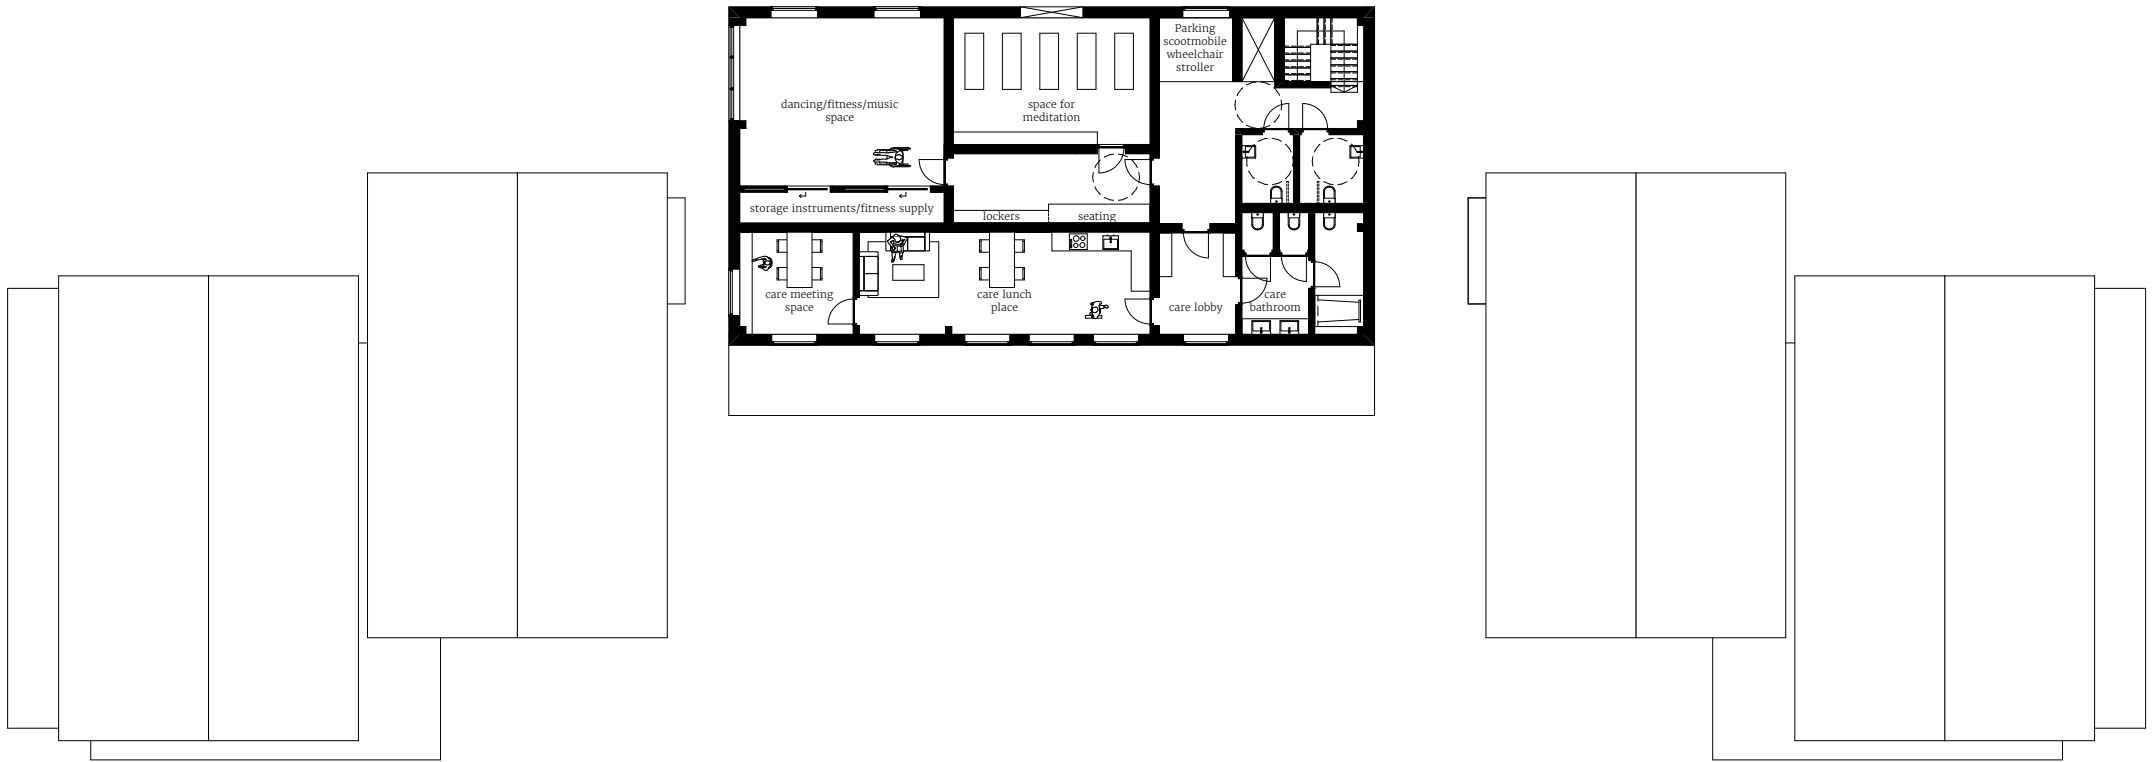 Parking
scootmobile
wheelchair
stroller
dancing/fitness/music
space
space for
meditation
storage instruments/fitness supply
lockers
seating
care meeting
space
care lunch
place
care lobby
care
bathroom